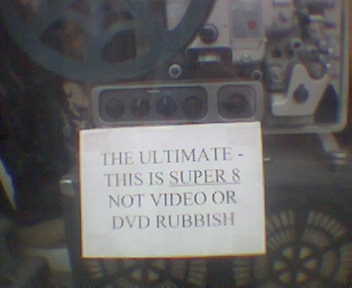 THE ULTIMATE -
THIS IS SUPER 8
NOT VIDEO OR
DVD RUBBISH